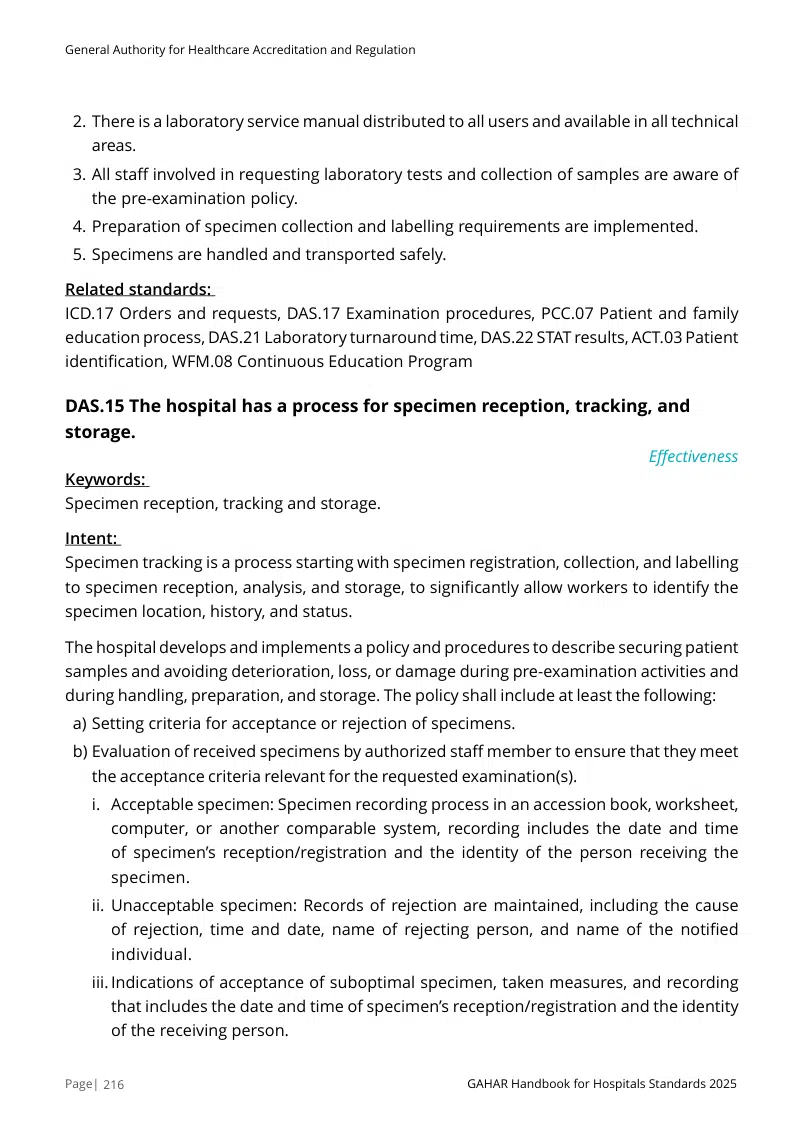 General Authority for Healthcare Accreditation and Regulation
2. There is a laboratory service manual distributed to all users and available in all technical
areas.
3. All staff involved in requesting laboratory tests and collection of samples are aware of
the pre-examination policy.
4. Preparation of specimen collection and labelling requirements are implemented.
5. Specimens are handled and transported safely.
Related standards:
ICD.17 Orders and requests, DAS.17 Examination procedures, PCC.07 Patient and family
education process, DAS.21 Laboratory turnaround time, DAS.22 STAT results, ACT.03 Patient
identification, WFM.08 Continuous Education Program
DAS.15 The hospital has a process for specimen reception, tracking, and
storage.
Effectiveness
Keywords:
Specimen reception, tracking and storage.
Intent:
Specimen tracking is a process starting with specimen registration, collection, and labelling
to specimen reception, analysis, and storage, to significantly allow workers to identify the
specimen location, history, and status.
The hospital develops and implements a policy and procedures to describe securing patient
samples and avoiding deterioration, loss, or damage during pre-examination activities and
during handling, preparation, and storage. The policy shall include at least the following:
a) Setting criteria for acceptance or rejection of specimens.
b) Evaluation of received specimens by authorized staff member to ensure that they meet
the acceptance criteria relevant for the requested examination(s).
i. Acceptable specimen: Specimen recording process in an accession book, worksheet,
computer, or another comparable system, recording includes the date and time
of specimen’s reception/registration and the identity of the person receiving the
specimen.
ii. Unacceptable specimen: Records of rejection are maintained, including the cause
of rejection, time and date, name of rejecting person, and name of the notified
individual.
iii. Indications of acceptance of suboptimal specimen, taken measures, and recording
that includes the date and time of specimen’s reception/registration and the identity
of the receiving person.
Page| 216
GAHAR Handbook for Hospitals Standards 2025